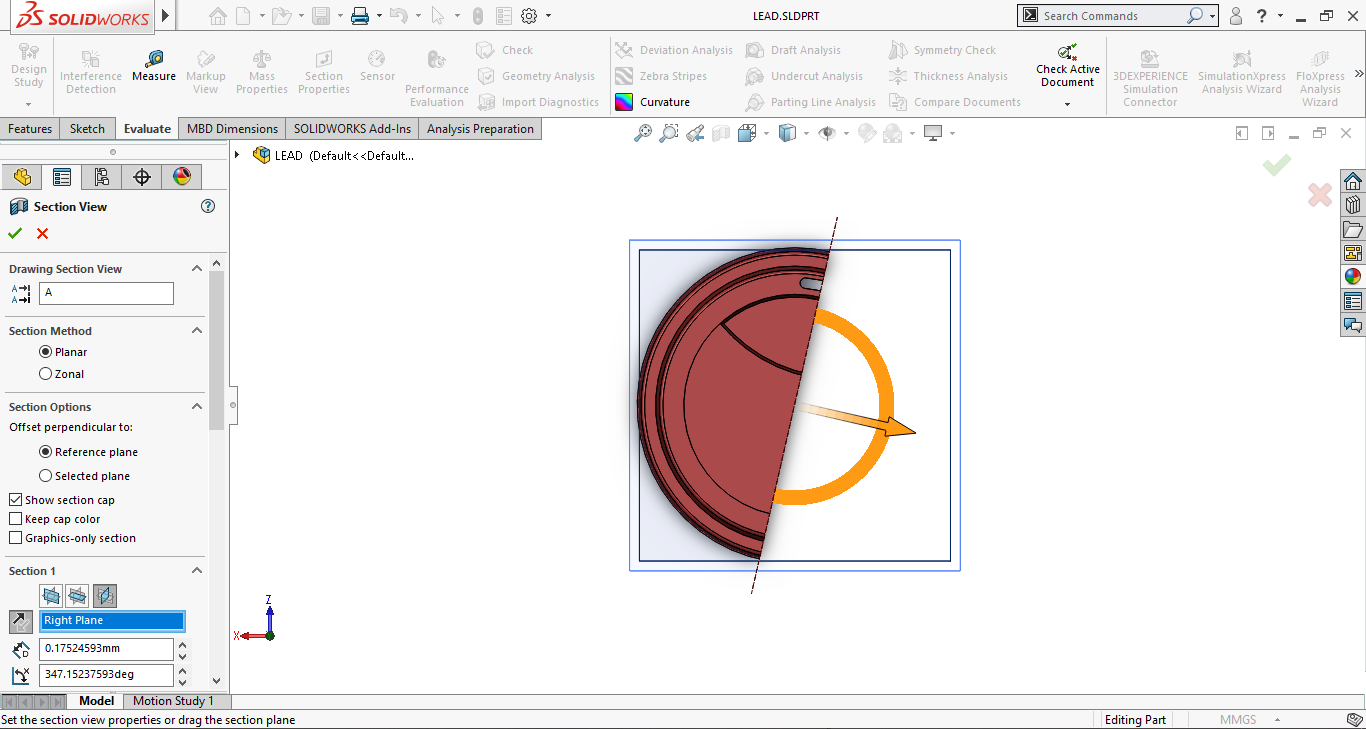 SOLIDWORKS
LEAD.SLDPRT
Search Commands
?
Design Study
Interference Detection
Measure
Markup View
Mass Properties
Section Properties
Sensor
Performance Evaluation
Check
Geometry Analysis
Import Diagnostics
Deviation Analysis
Zebra Stripes
Curvature
Draft Analysis
Undercut Analysis
Parting Line Analysis
Symmetry Check
Thickness Analysis
Compare Documents
Check Active Document
3DEXPERIENCE Simulation Connector
SimulationXpress Analysis Wizard
FloXpress Analysis Wizard
Features
Sketch
Evaluate
MBD Dimensions
SOLIDWORKS Add-Ins
Analysis Preparation
LEAD (Default<<Default...
Section View
Drawing Section View
A
Section Method
Planar
Zonal
Section Options
Offset perpendicular to:
Reference plane
Selected plane
Show section cap
Keep cap color
Graphics-only section
Section 1
Right Plane
0.17524593mm
347.15237593deg
Z
X
Model
Motion Study 1
Set the section view properties or drag the section plane
Editing Part
MMGS